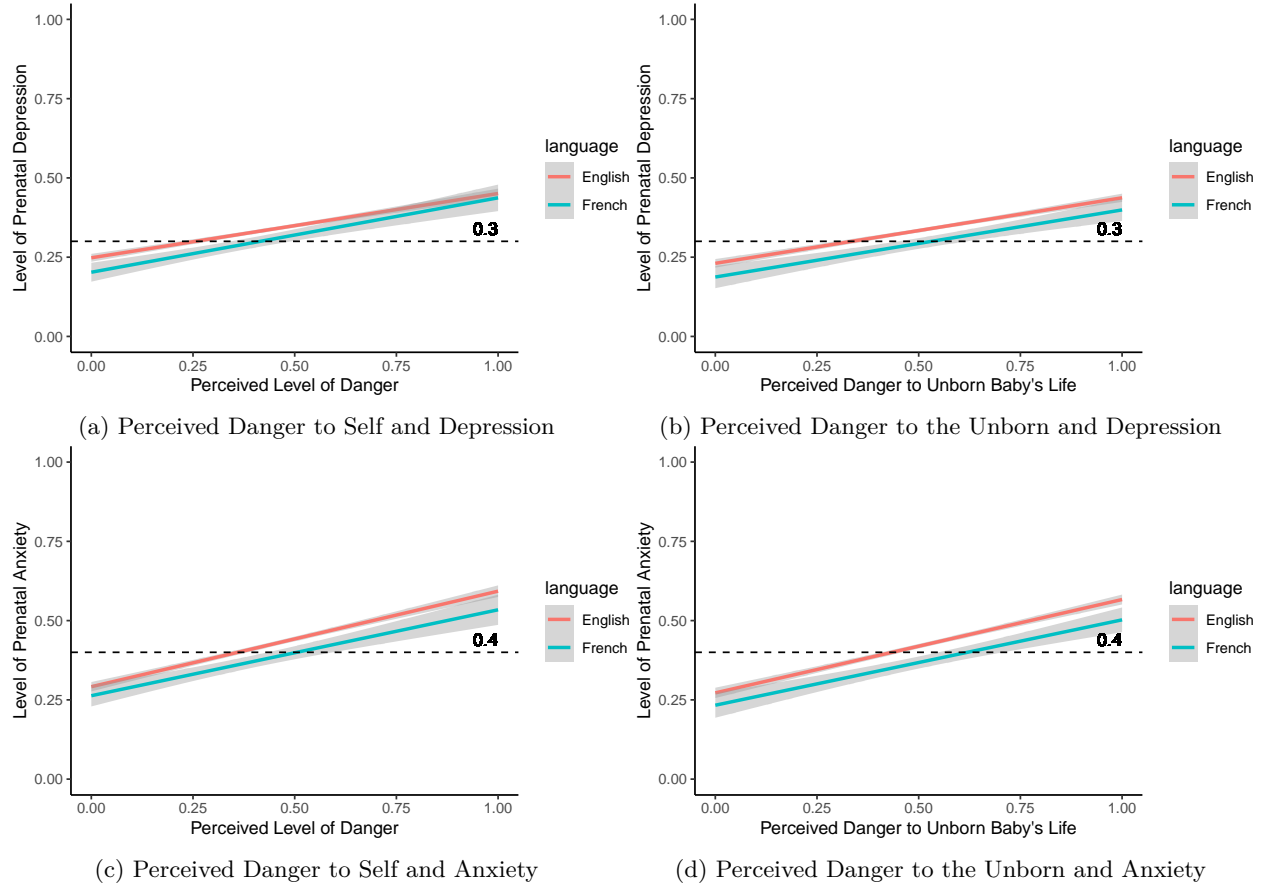 1.00
0.75
0.50
0.25
0.00
Level of Prenatal Depression
0.3
0.00 0.25 0.50 0.75 1.00
Perceived Level of Danger
language
English
French
(a) Perceived Danger to Self and Depression
1.00
0.75
0.50
0.25
0.00
Level of Prenatal Depression
0.3
0.00 0.25 0.50 0.75 1.00
Perceived Danger to Unborn Baby's Life
language
English
French
(b) Perceived Danger to the Unborn and Depression
1.00
0.75
0.50
0.25
0.00
Level of Prenatal Anxiety
0.4
0.00 0.25 0.50 0.75 1.00
Perceived Level of Danger
language
English
French
(c) Perceived Danger to Self and Anxiety
1.00
0.75
0.50
0.25
0.00
Level of Prenatal Anxiety
0.4
0.00 0.25 0.50 0.75 1.00
Perceived Danger to Unborn Baby's Life
language
English
French
(d) Perceived Danger to the Unborn and Anxiety